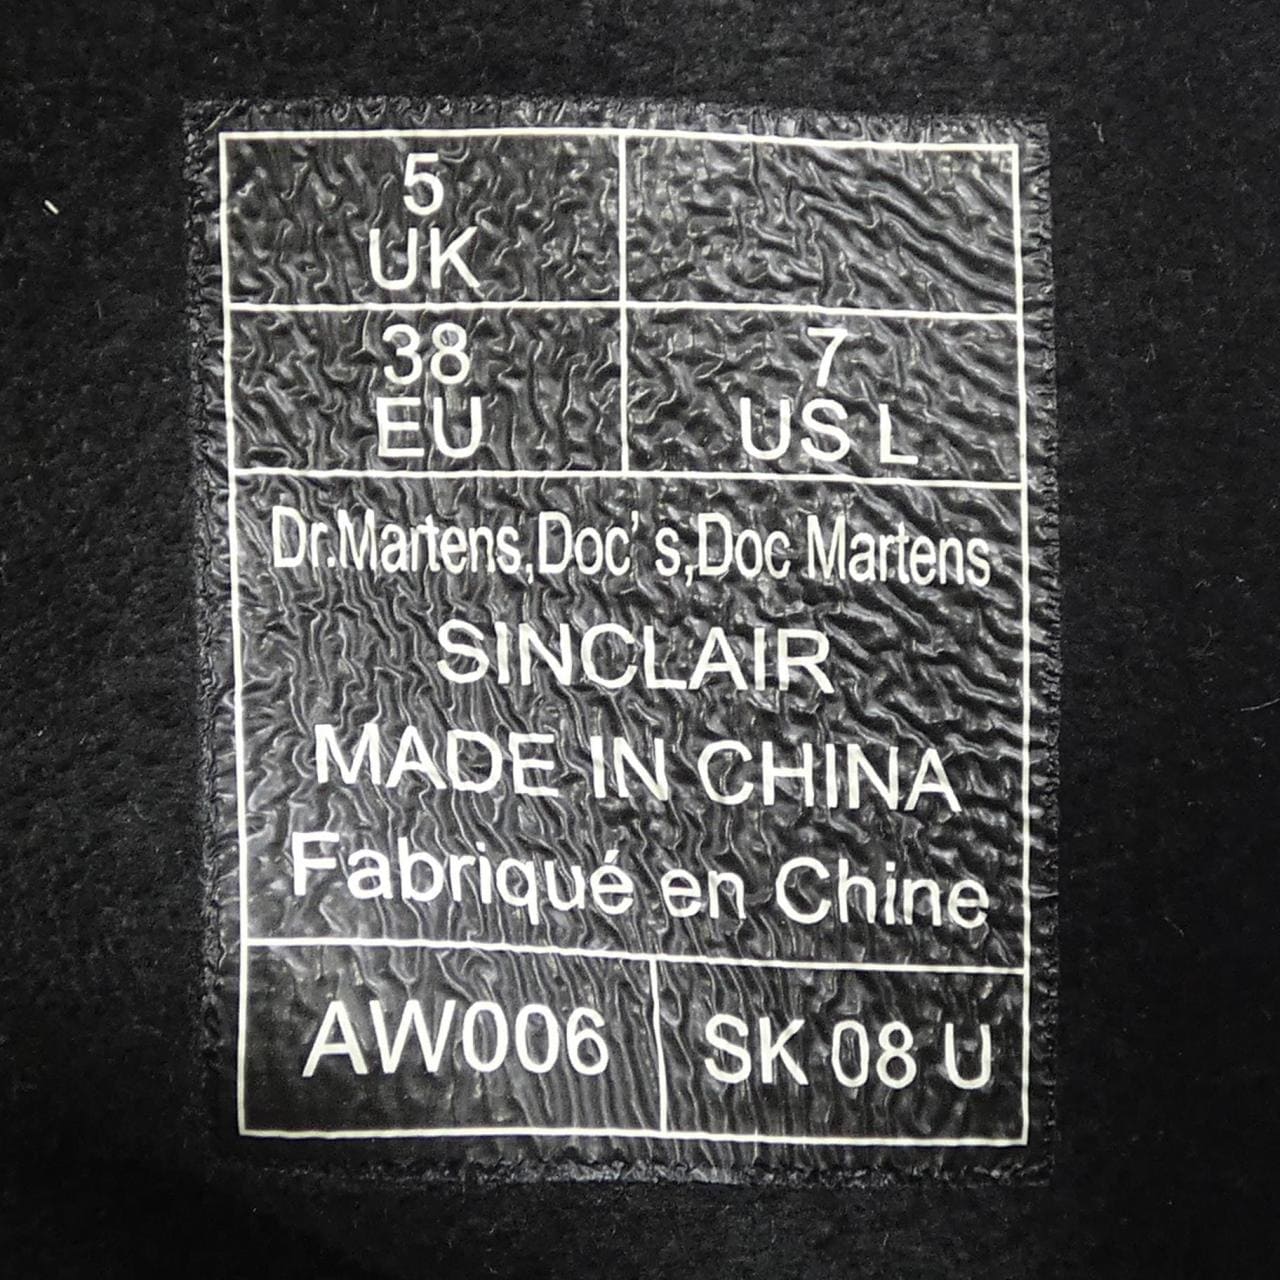 5
UK
38
EU
7
US L
Dr.Martens,Doc's,Doc Martens
SINCLAIR
MADE IN CHINA
Fabriqué en Chine
AW006
SK 08 U